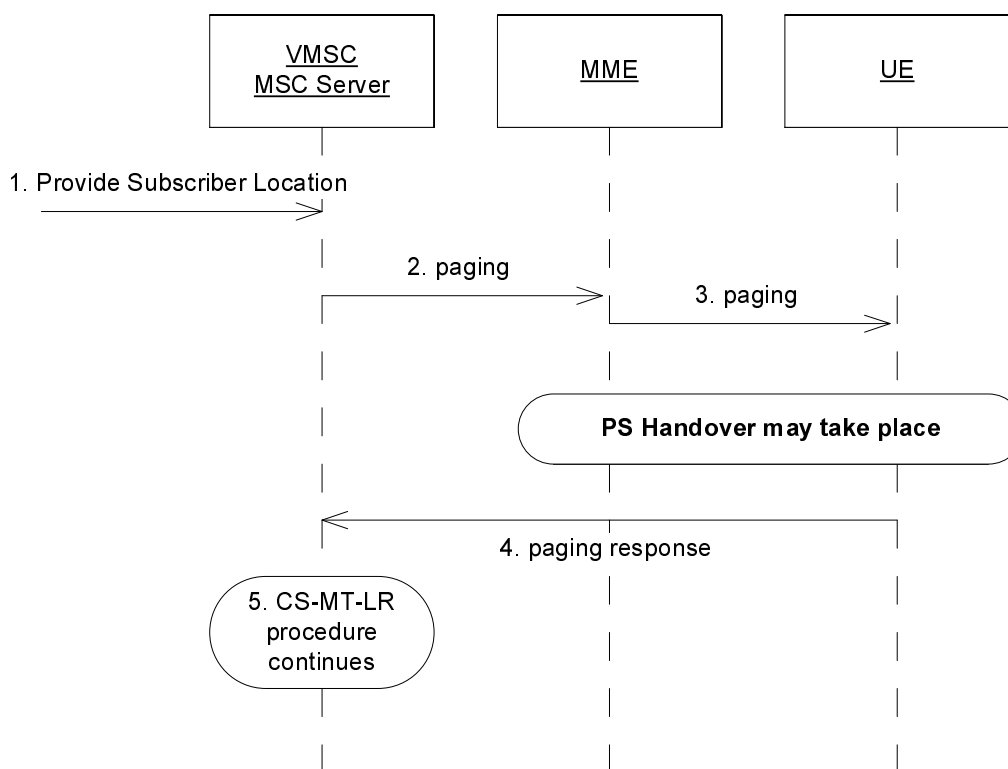 VMSC
MSC Server
MME
UE
1. Provide Subscriber Location
2. paging
3. paging
PS Handover may take place
4. paging response
5. CS-MT-LR
procedure
continues